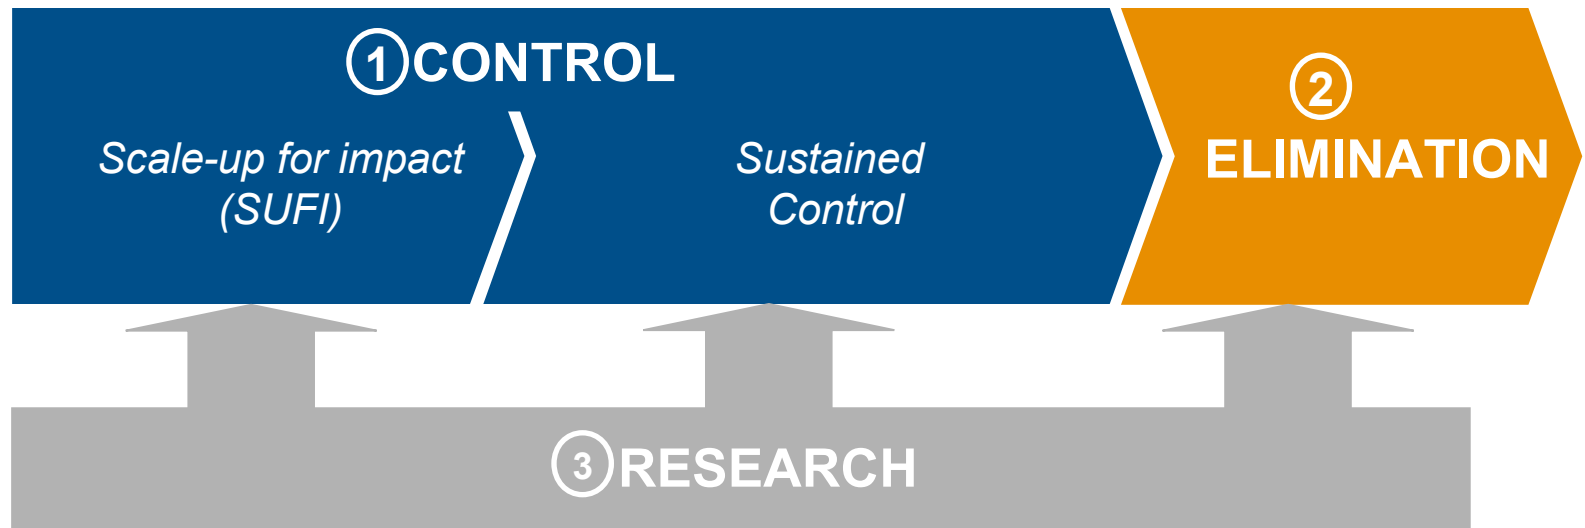 ① CONTROL
Scale-up for impact
(SUFI)
Sustained
Control
②
ELIMINATION
③ RESEARCH